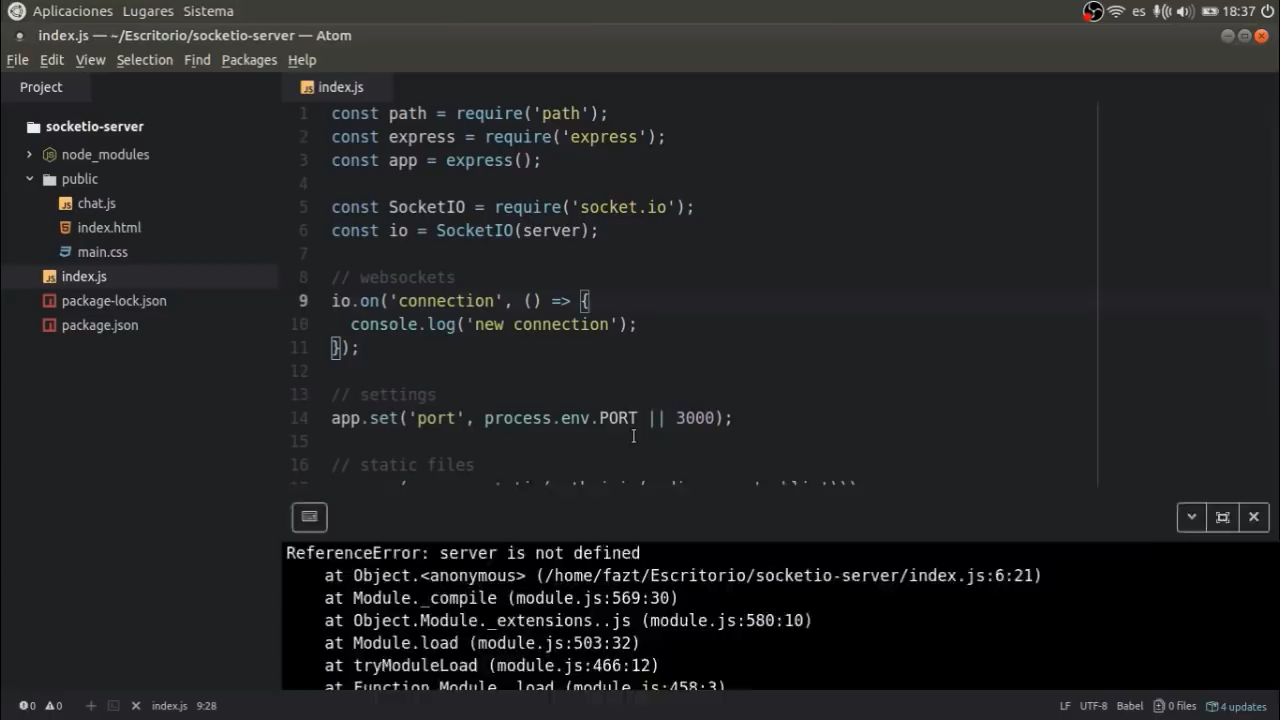 Aplicaciones Lugares Sistema es 18:37
index.js — ~/Escritorio/socketio-server — Atom
File Edit View Selection Find Packages Help
Project
socketio-server
node_modules
public
chat.js
index.html
main.css
index.js
package-lock.json
package.json
index.js
1 const path = require('path');
2 const express = require('express');
3 const app = express();
4
5 const SocketIO = require('socket.io');
6 const io = SocketIO(server);
7
8 // websockets
9 io.on('connection', () => {
10 console.log('new connection');
11 });
12
13 // settings
14 app.set('port', process.env.PORT || 3000);
15
16 // static files
ReferenceError: server is not defined
at Object.<anonymous> (/home/fazt/Escritorio/socketio-server/index.js:6:21)
at Module._compile (module.js:569:30)
at Object.Module._extensions..js (module.js:580:10)
at Module.load (module.js:503:32)
at tryModuleLoad (module.js:466:12)
at Function.Module._load (module.js:458:3)
0 0 index.js 9:28 LF UTF-8 Babel 0 files 4 updates